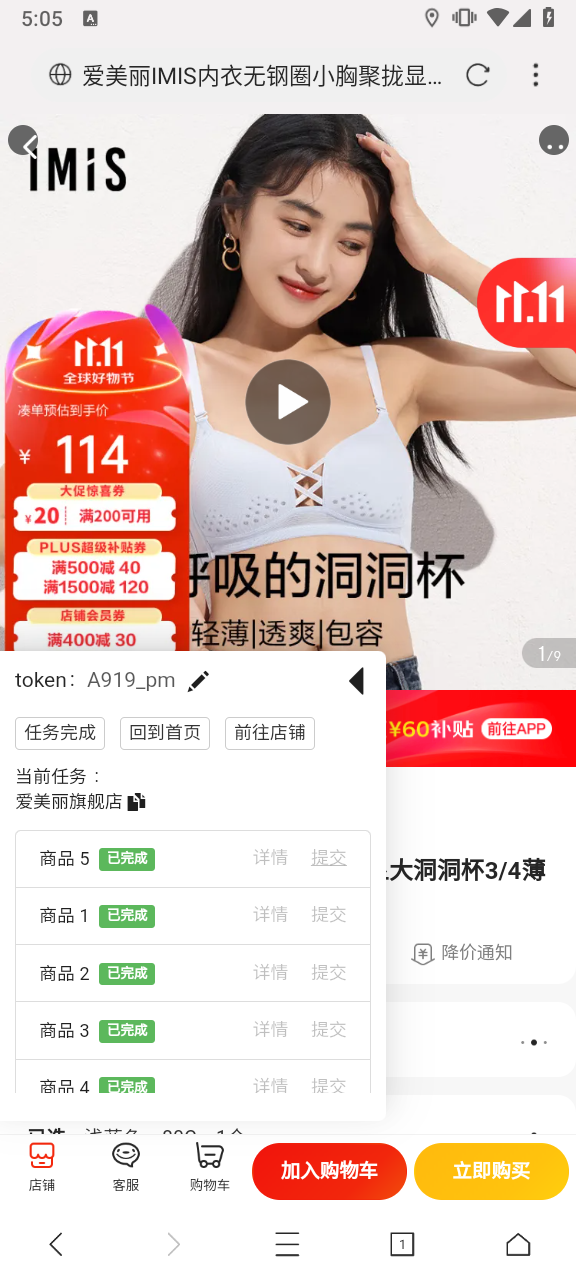 5:05
A
爱美丽IMIS内衣无钢圈小胸聚拢显...
IMIS
11.11
11.11
全球好物节
凑单预估到手价
¥ 114
大促惊喜券
¥20 满200可用
PLUS超级补贴券
满500减 40
满1500减 120
店铺会员券
满400减 30
呼吸的洞洞杯
轻薄|透爽|包容
1/9
¥60补贴 前往APP
token: A919_pm
任务完成 回到首页 前往店铺
当前任务：
爱美丽旗舰店
商品 5 已完成 详情 提交
商品 1 已完成 详情 提交
商品 2 已完成 详情 提交
商品 3 已完成 详情 提交
商品 4 已完成 详情 提交
大洞洞杯3/4薄
降价通知
店铺 客服 购物车 加入购物车 立即购买
1